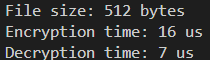 File size: 512 bytes
Encryption time: 16 us
Decryption time: 7 us